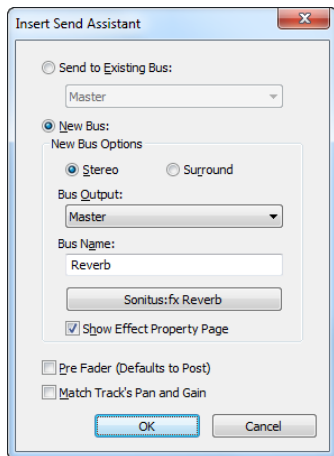 Insert Send Assistant
Send to Existing Bus:
Master
New Bus:
New Bus Options
Stereo
Surround
Bus Output:
Master
Bus Name:
Reverb
Sonitus:fx Reverb
Show Effect Property Page
Pre Fader (Defaults to Post)
Match Track's Pan and Gain
OK
Cancel